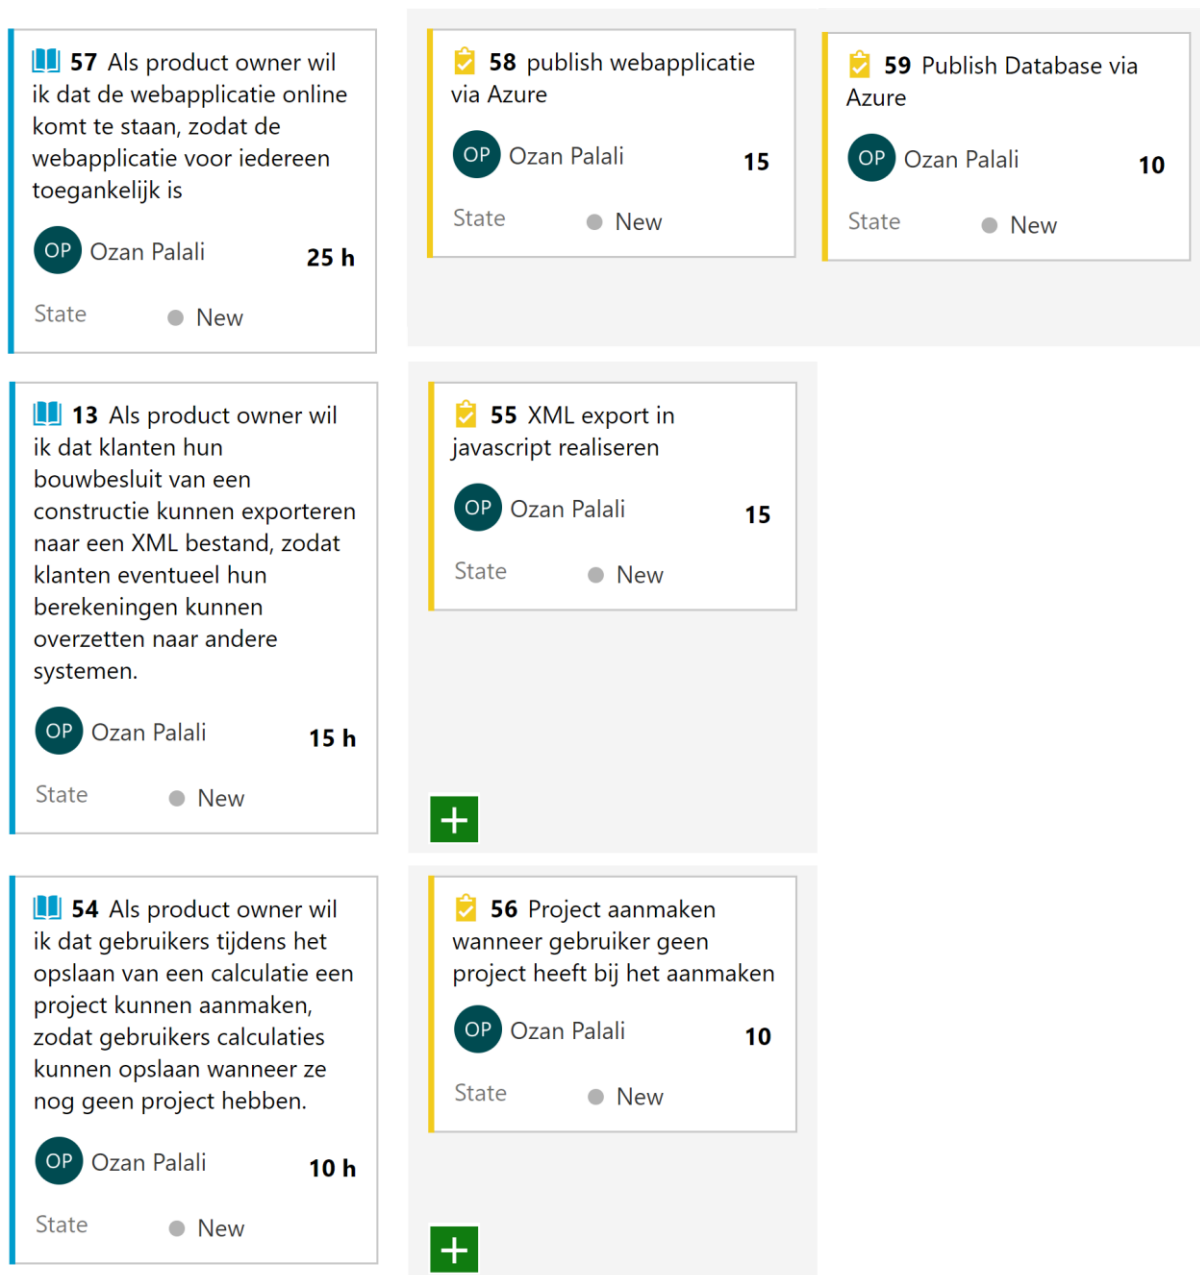 57 Als product owner wil
ik dat de webapplicatie online
komt te staan, zodat de
webapplicatie voor iedereen
toegankelijk is
OP Ozan Palali
25 h
State
New
58 publish webapplicatie
via Azure
OP Ozan Palali
15
State
New
59 Publish Database via
Azure
OP Ozan Palali
10
State
New
13 Als product owner wil
ik dat klanten hun
bouwbesluit van een
constructie kunnen exporteren
naar een XML bestand, zodat
klanten eventueel hun
berekeningen kunnen
overzetten naar andere
systemen.
OP Ozan Palali
15 h
State
New
55 XML export in
javascript realiseren
OP Ozan Palali
15
State
New
54 Als product owner wil
ik dat gebruikers tijdens het
opslaan van een calculatie een
project kunnen aanmaken,
zodat gebruikers calculaties
kunnen opslaan wanneer ze
nog geen project hebben.
OP Ozan Palali
10 h
State
New
56 Project aanmaken
wanneer gebruiker geen
project heeft bij het aanmaken
OP Ozan Palali
10
State
New